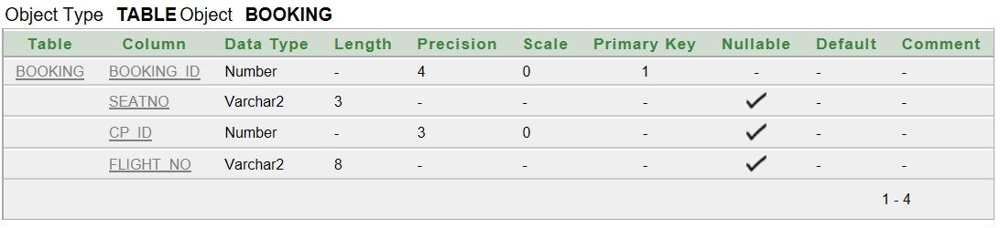 Object Type TABLE Object BOOKING
Table Column Data Type Length Precision Scale Primary Key Nullable Default Comment
BOOKING BOOKING_ID Number - 4 0 1 - - -
SEATNO Varchar2 3 - - - - -
CP_ID Number - 3 0 - - -
FLIGHT_NO Varchar2 8 - - - - -
1 - 4